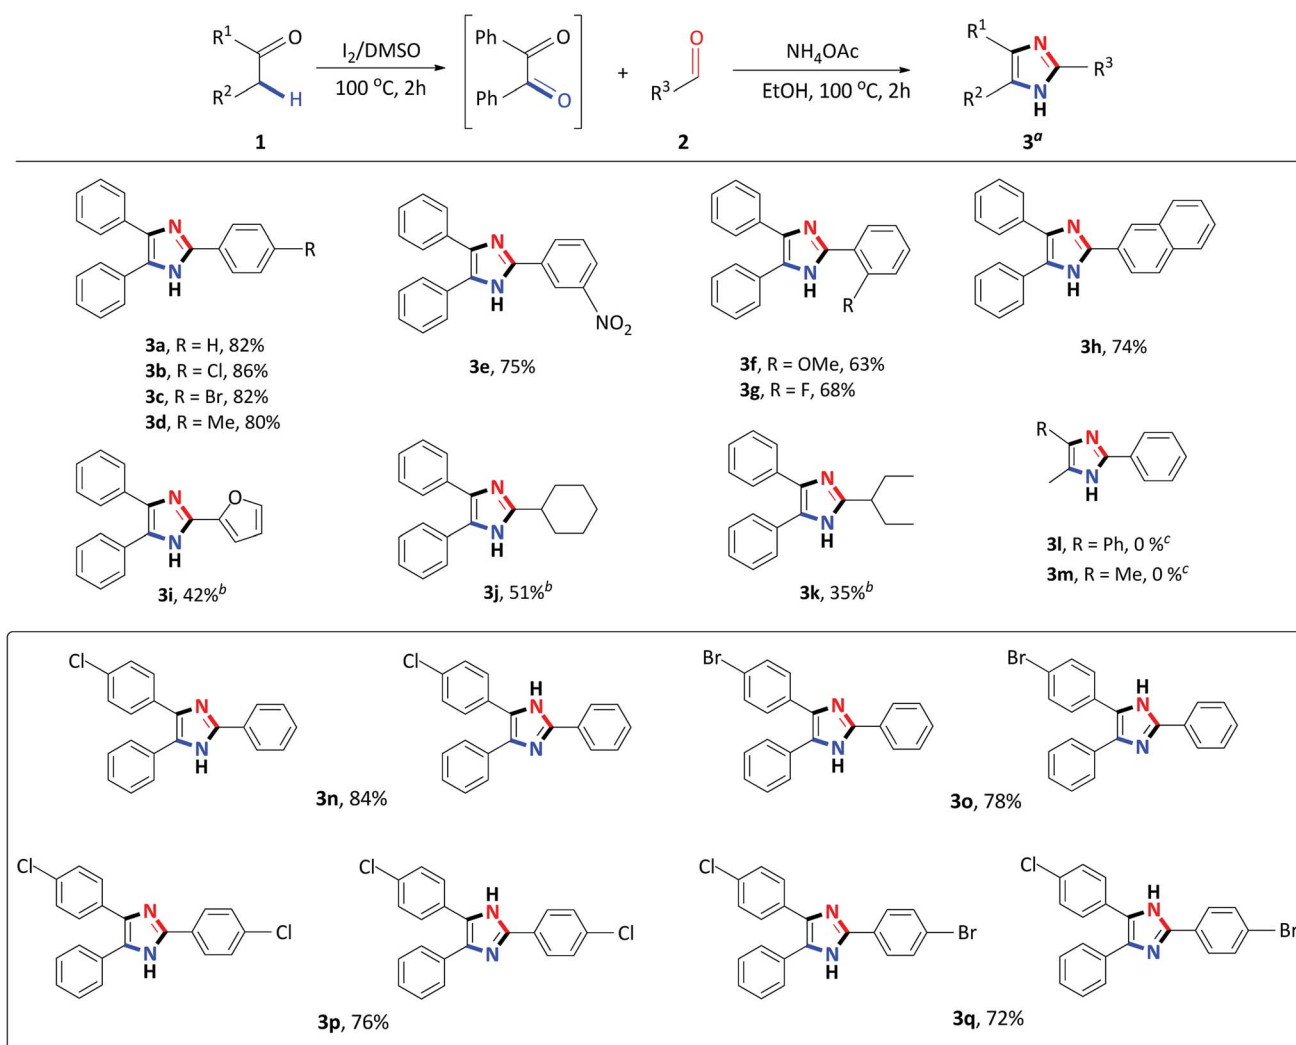 R¹ O I₂/DMSO Ph O O NH₄OAc R¹ N
R² H 100 °C, 2h Ph O + R³ EtOH, 100 °C, 2h R² N H R³
1 2 3ᵃ
N N H R
N N H NO₂
N N H R
N N H
3a, R = H, 82%
3b, R = Cl, 86%
3c, R = Br, 82%
3d, R = Me, 80%
3e, 75%
3f, R = OMe, 63%
3g, R = F, 68%
3h, 74%
N N H O
N N H
N N H
R N N H
3i, 42%ᵇ
3j, 51%ᵇ
3k, 35%ᵇ
3l, R = Ph, 0 %ᶜ
3m, R = Me, 0 %ᶜ
Cl N N H
Cl H N N
Br N N H
Br H N N
3n, 84%
3o, 78%
Cl N N H Cl
Cl H N N Cl
Cl N N H Br
Cl H N N Br
3p, 76%
3q, 72%